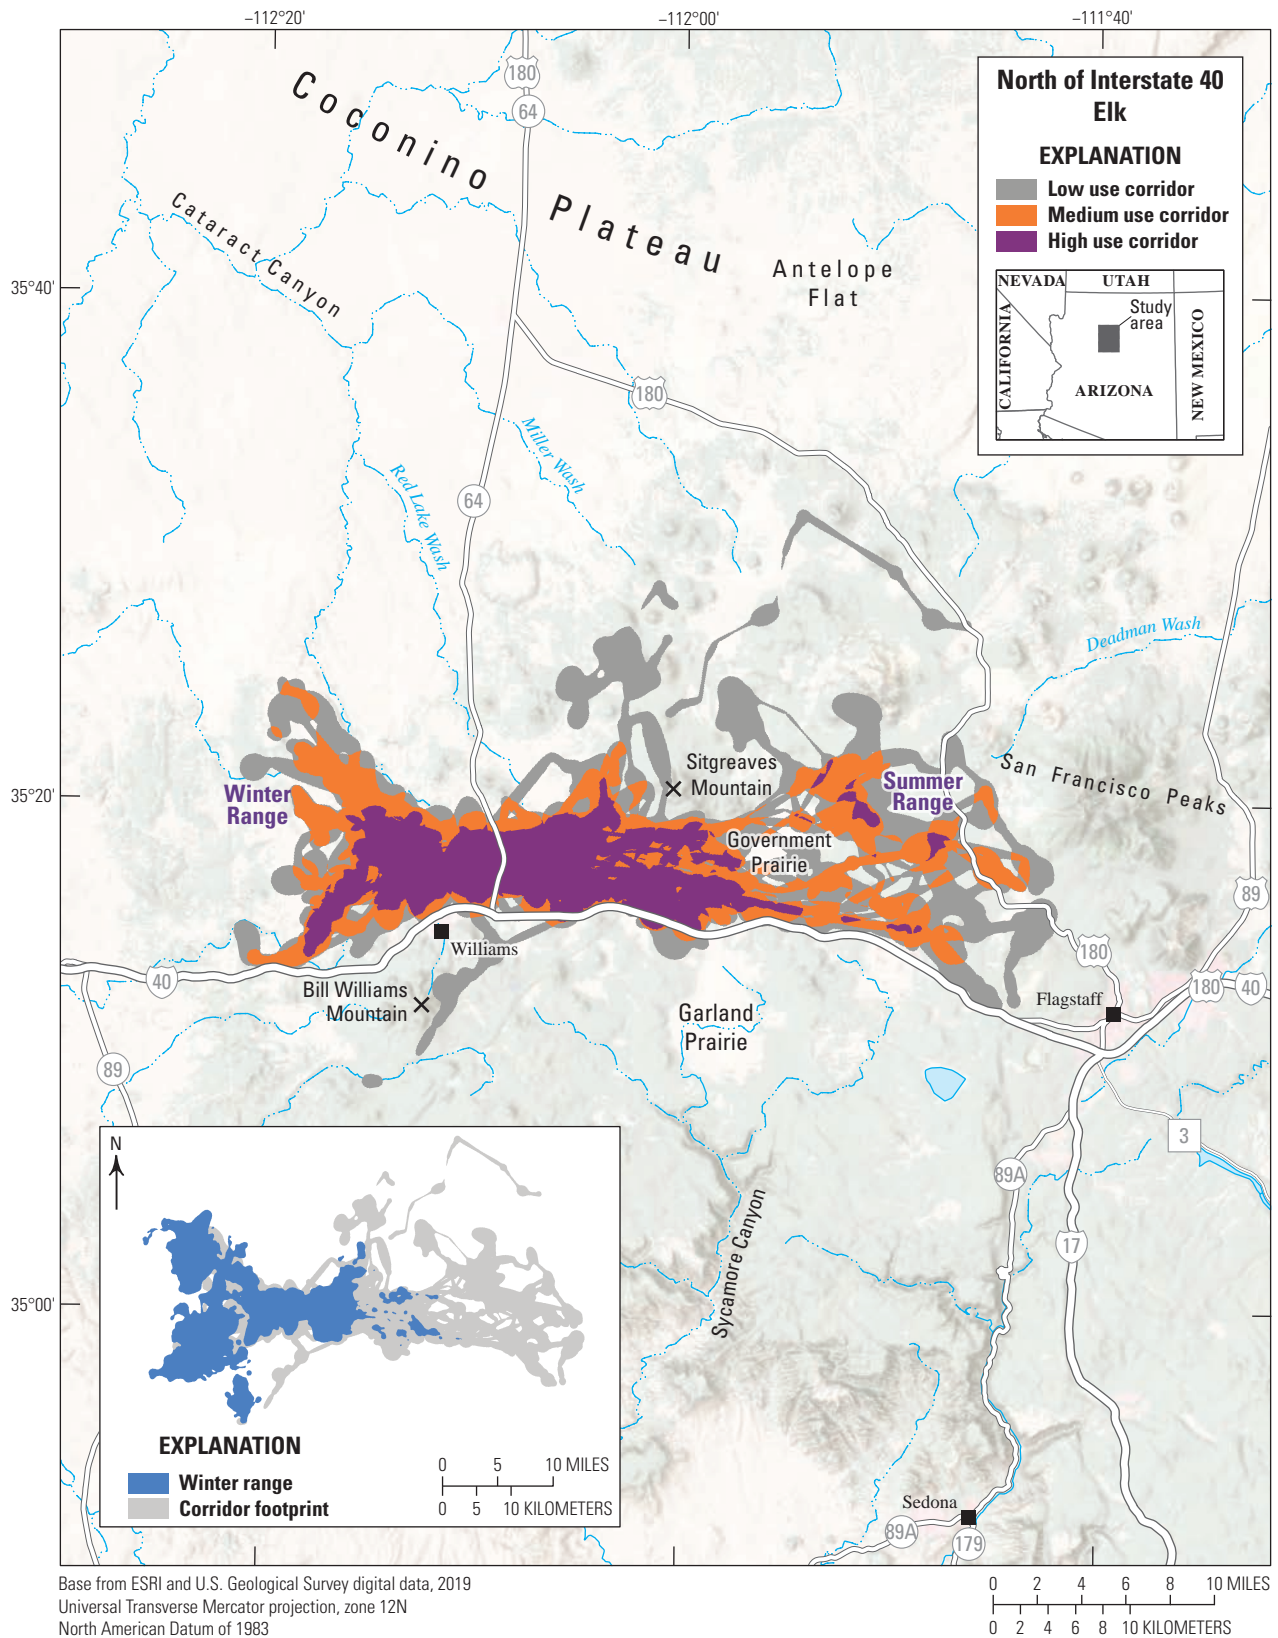 −112°20'
−112°00'
−111°40'
180
64
North of Interstate 40
Elk
EXPLANATION
Low use corridor
Medium use corridor
High use corridor
NEVADA
UTAH
Study
area
CALIFORNIA
ARIZONA
NEW MEXICO
Coconino Plateau
Cataract Canyon
Antelope
Flat
35°40'
180
Miller Wash
Red Lake Wash
64
Deadman Wash
San Francisco Peaks
Sitgreaves
Mountain
Summer
Range
35°20'
Winter
Range
Government
Prairie
89
Williams
180
40
Bill Williams
Mountain
Flagstaff
180
40
Garland
Prairie
89
3
89A
N
Sycamore Canyon
17
35°00'
EXPLANATION
Winter range
Corridor footprint
0 5 10 MILES
0 5 10 KILOMETERS
Sedona
89A
179
Base from ESRI and U.S. Geological Survey digital data, 2019
Universal Transverse Mercator projection, zone 12N
North American Datum of 1983
0 2 4 6 8 10 MILES
0 2 4 6 8 10 KILOMETERS